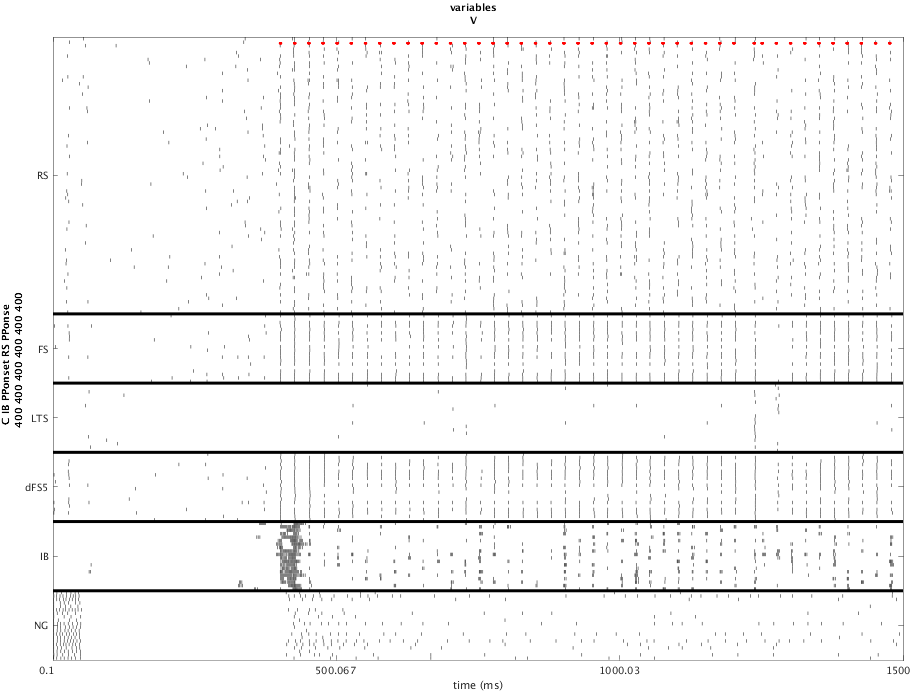 variables
V
C IB PPonset RS PPonse
400 400 400 400 400 400
RS
FS
LTS
dFS5
IB
NG
0.1
500.067
1000.03
1500
time (ms)